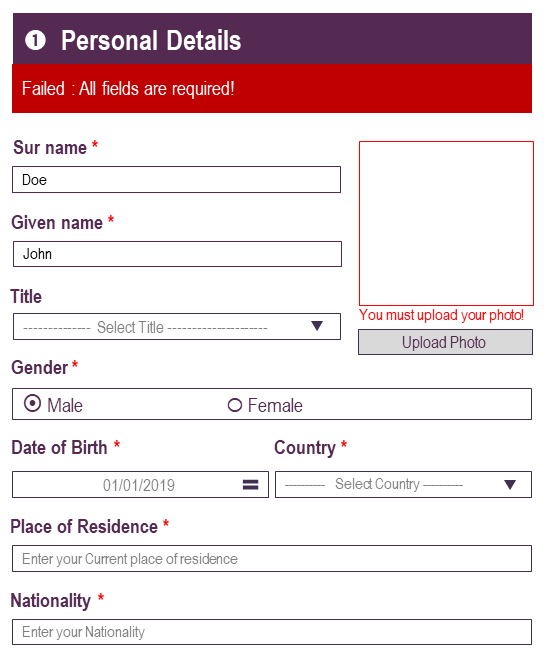 1 Personal Details
Failed : All fields are required!
Sur name *
Doe
Given name *
John
Title
-------------- Select Title ---------------------
You must upload your photo!
Upload Photo
Gender *
Male Female
Date of Birth * Country *
01/01/2019 ---------- Select Country ----------
Place of Residence *
Enter your Current place of residence
Nationality *
Enter your Nationality